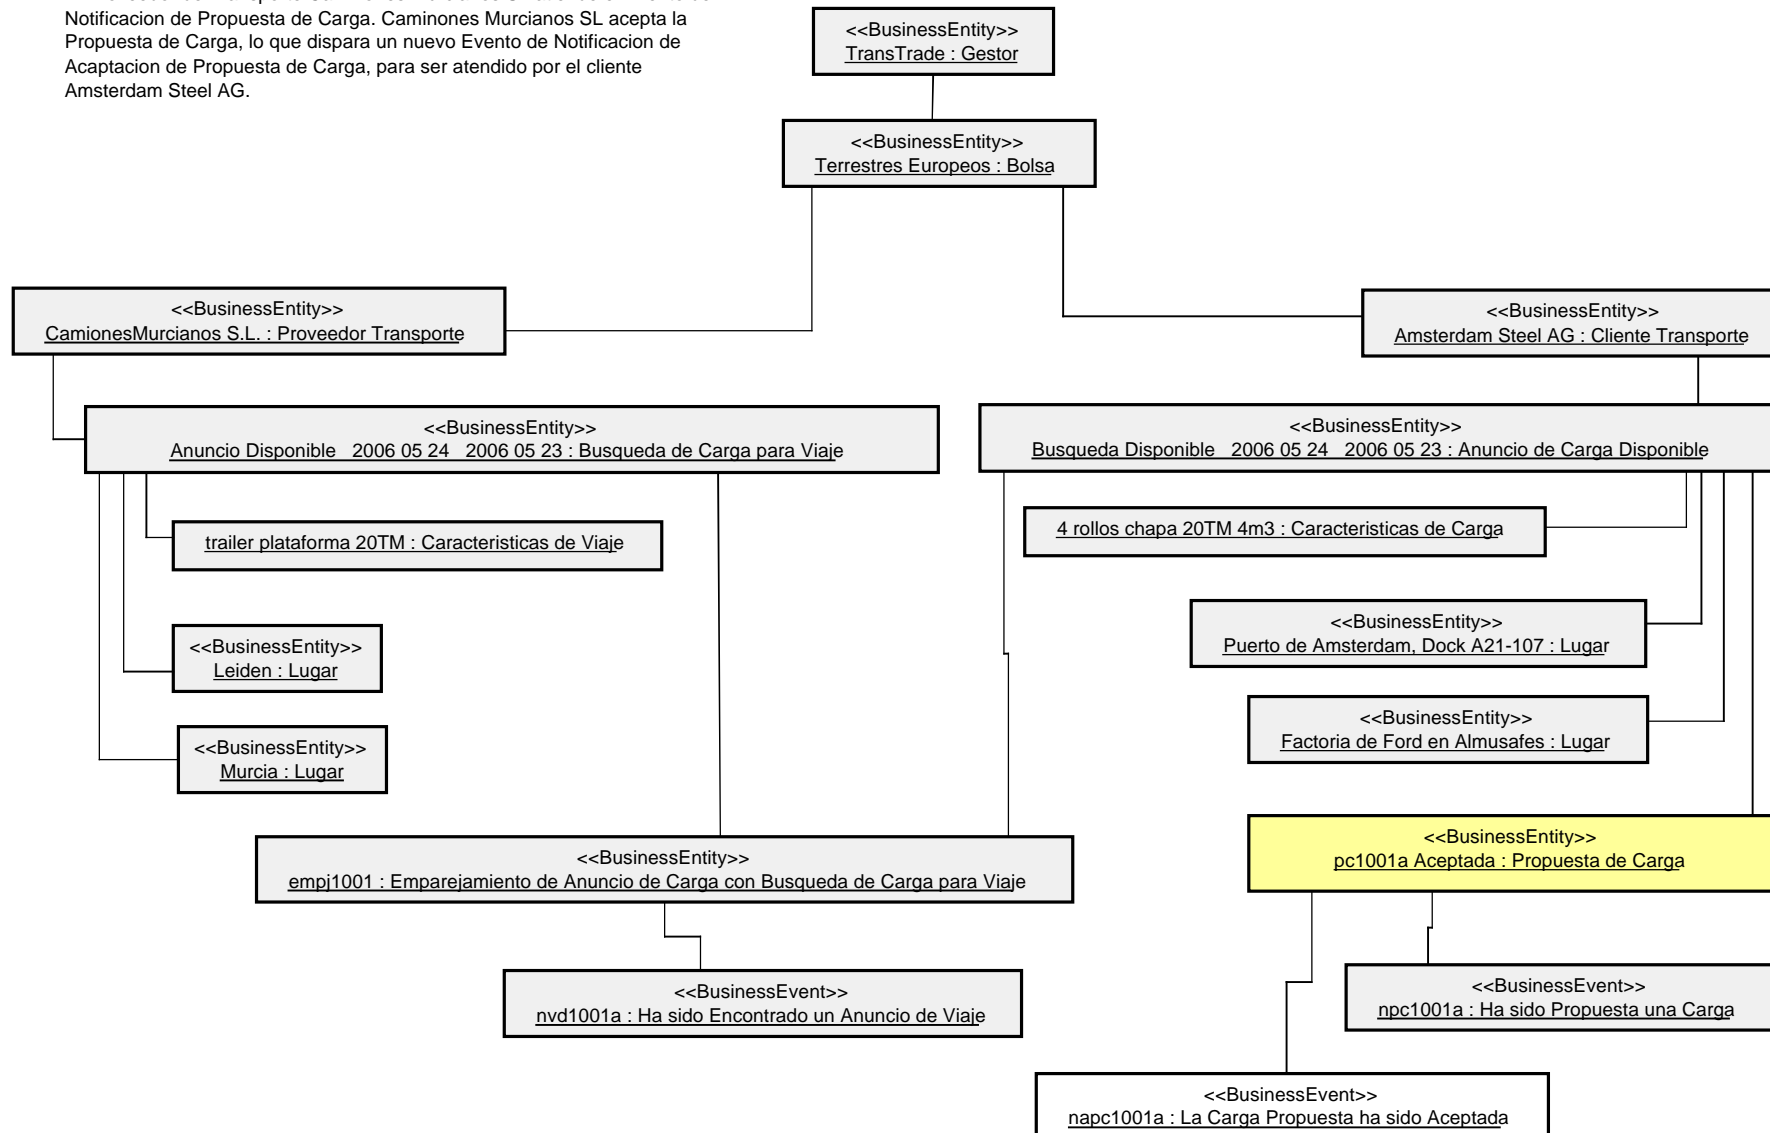 Notificacion de Propuesta de Carga. Caminones Murcianos SL acepta la
Propuesta de Carga, lo que dispara un nuevo Evento de Notificacion de
Acaptacion de Propuesta de Carga, para ser atendido por el cliente
Amsterdam Steel AG.
<<BusinessEntity>>
TransTrade : Gestor
<<BusinessEntity>>
Terrestres Europeos : Bolsa
<<BusinessEntity>>
CamionesMurcianos S.L. : Proveedor Transporte
<<BusinessEntity>>
Amsterdam Steel AG : Cliente Transporte
<<BusinessEntity>>
Anuncio Disponible 2006 05 24 2006 05 23 : Busqueda de Carga para Viaje
<<BusinessEntity>>
Busqueda Disponible 2006 05 24 2006 05 23 : Anuncio de Carga Disponible
trailer plataforma 20TM : Caracteristicas de Viaje
4 rollos chapa 20TM 4m3 : Caracteristicas de Carga
<<BusinessEntity>>
Leiden : Lugar
<<BusinessEntity>>
Puerto de Amsterdam, Dock A21-107 : Lugar
<<BusinessEntity>>
Murcia : Lugar
<<BusinessEntity>>
Factoria de Ford en Almusafes : Lugar
<<BusinessEntity>>
empj1001 : Emparejamiento de Anuncio de Carga con Busqueda de Carga para Viaje
<<BusinessEntity>>
pc1001a Aceptada : Propuesta de Carga
<<BusinessEvent>>
nvd1001a : Ha sido Encontrado un Anuncio de Viaje
<<BusinessEvent>>
npc1001a : Ha sido Propuesta una Carga
<<BusinessEvent>>
napc1001a : La Carga Propuesta ha sido Aceptada